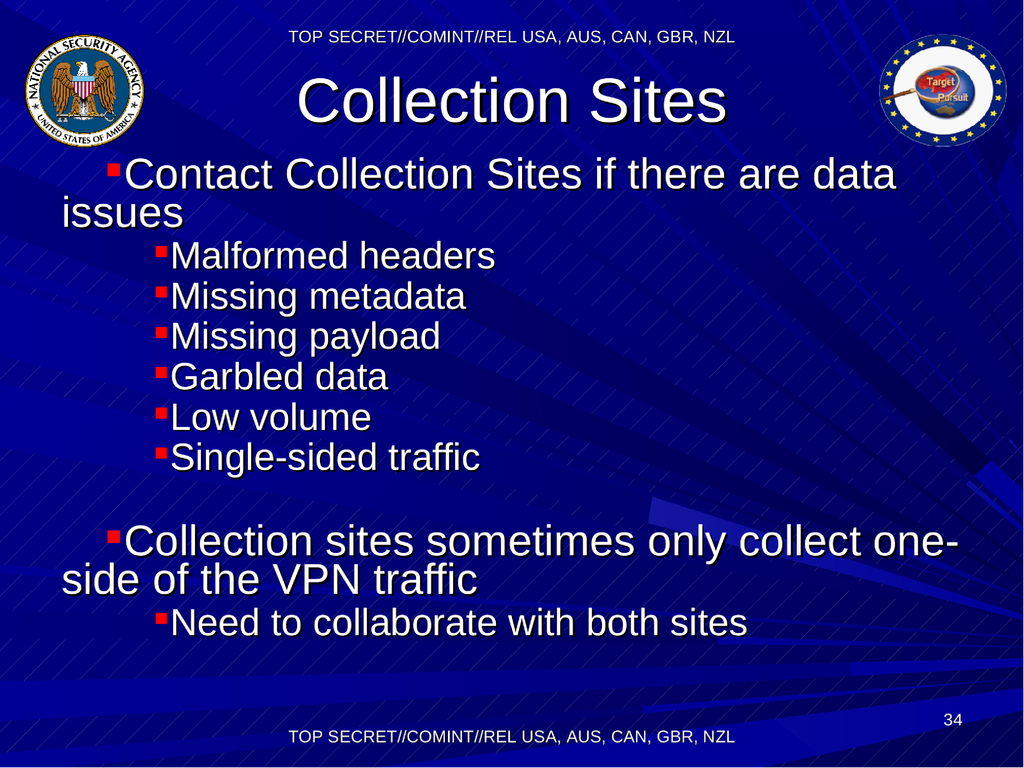 TOP SECRET//COMINT//REL USA, AUS, CAN, GBR, NZL
NATIONAL SECURITY AGENCY
UNITED STATES OF AMERICA
Target
Pursuit
Collection Sites
Contact Collection Sites if there are data
issues
Malformed headers
Missing metadata
Missing payload
Garbled data
Low volume
Single-sided traffic
Collection sites sometimes only collect one-
side of the VPN traffic
Need to collaborate with both sites
34
TOP SECRET//COMINT//REL USA, AUS, CAN, GBR, NZL